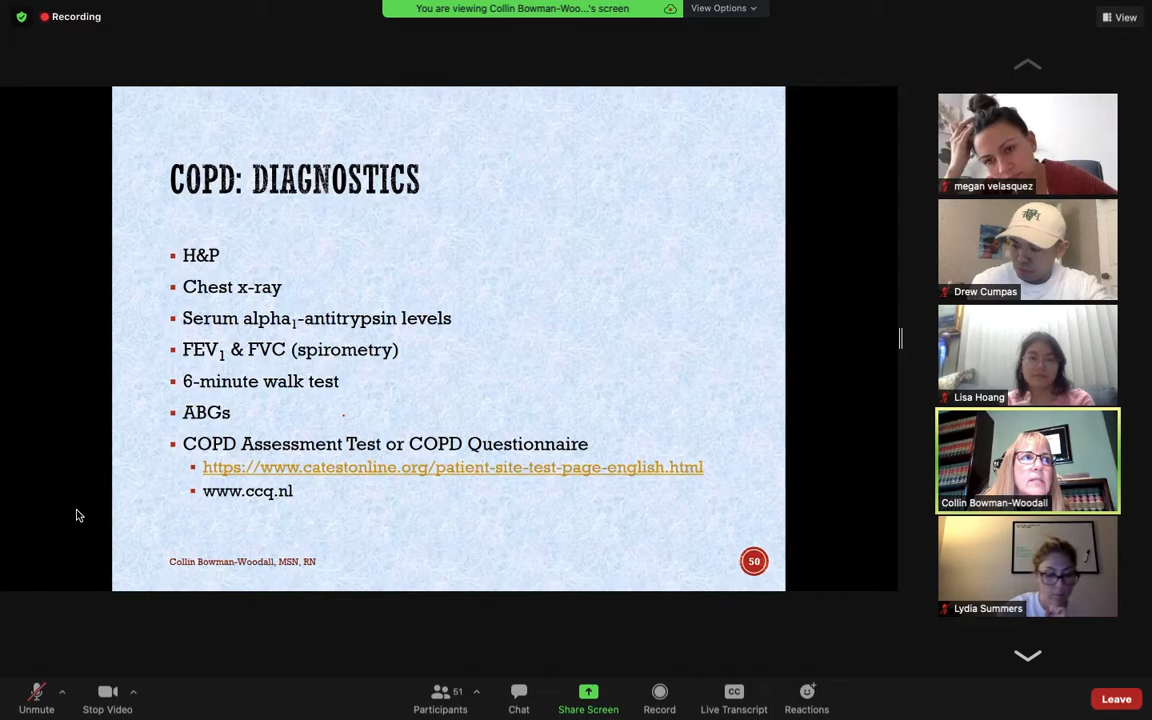 Recording
You are viewing Collin Bowman-Woo...'s screen
View Options
View
COPD: DIAGNOSTICS
▪ H&P
▪ Chest x-ray
▪ Serum alpha₁-antitrypsin levels
▪ FEV₁ & FVC (spirometry)
▪ 6-minute walk test
▪ ABGs
▪ COPD Assessment Test or COPD Questionnaire
▪ https://www.catestonline.org/patient-site-test-page-english.html
▪ www.ccq.nl
Collin Bowman-Woodall, MSN, RN
50
megan velasquez
Drew Cumpas
Lisa Hoang
Collin Bowman-Woodall
Lydia Summers
Unmute
Stop Video
51
Participants
Chat
Share Screen
Record
CC
Live Transcript
Reactions
Leave